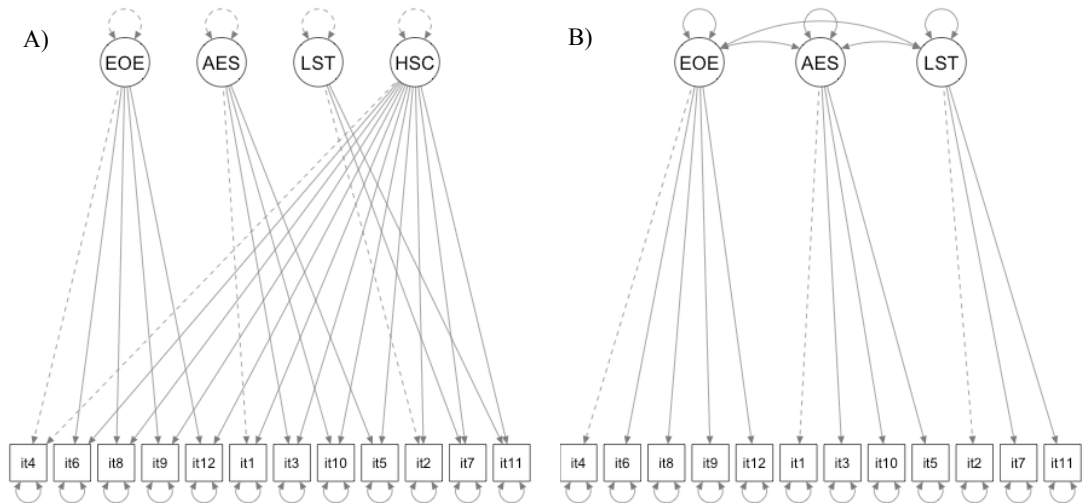 A)
EOE AES LST HSC
it4 it6 it8 it9 it12 it1 it3 it10 it5 it2 it7 it11
B)
EOE AES LST
it4 it6 it8 it9 it12 it1 it3 it10 it5 it2 it7 it11